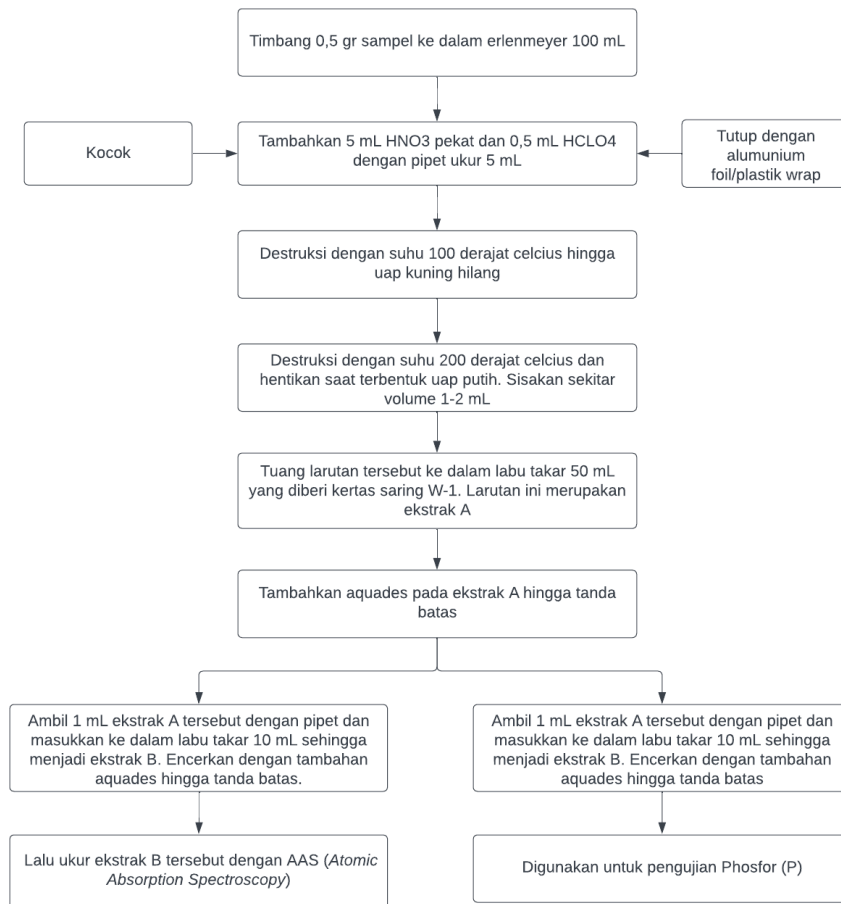 Timbang 0,5 gr sampel ke dalam erlenmeyer 100 mL
Kocok
Tambahkan 5 mL HNO3 pekat dan 0,5 mL HCLO4
dengan pipet ukur 5 mL
Tutup dengan
alumunium
foil/plastik wrap
Destruksi dengan suhu 100 derajat celcius hingga
uap kuning hilang
Destruksi dengan suhu 200 derajat celcius dan
hentikan saat terbentuk uap putih. Sisakan sekitar
volume 1-2 mL
Tuang larutan tersebut ke dalam labu takar 50 mL
yang diberi kertas saring W-1. Larutan ini merupakan
ekstrak A
Tambahkan aquades pada ekstrak A hingga tanda
batas
Ambil 1 mL ekstrak A tersebut dengan pipet dan
masukkan ke dalam labu takar 10 mL sehingga
menjadi ekstrak B. Encerkan dengan tambahan
aquades hingga tanda batas.
Ambil 1 mL ekstrak A tersebut dengan pipet dan
masukkan ke dalam labu takar 10 mL sehingga
menjadi ekstrak B. Encerkan dengan tambahan
aquades hingga tanda batas
Lalu ukur ekstrak B tersebut dengan AAS (Atomic
Absorption Spectroscopy)
Digunakan untuk pengujian Phosfor (P)